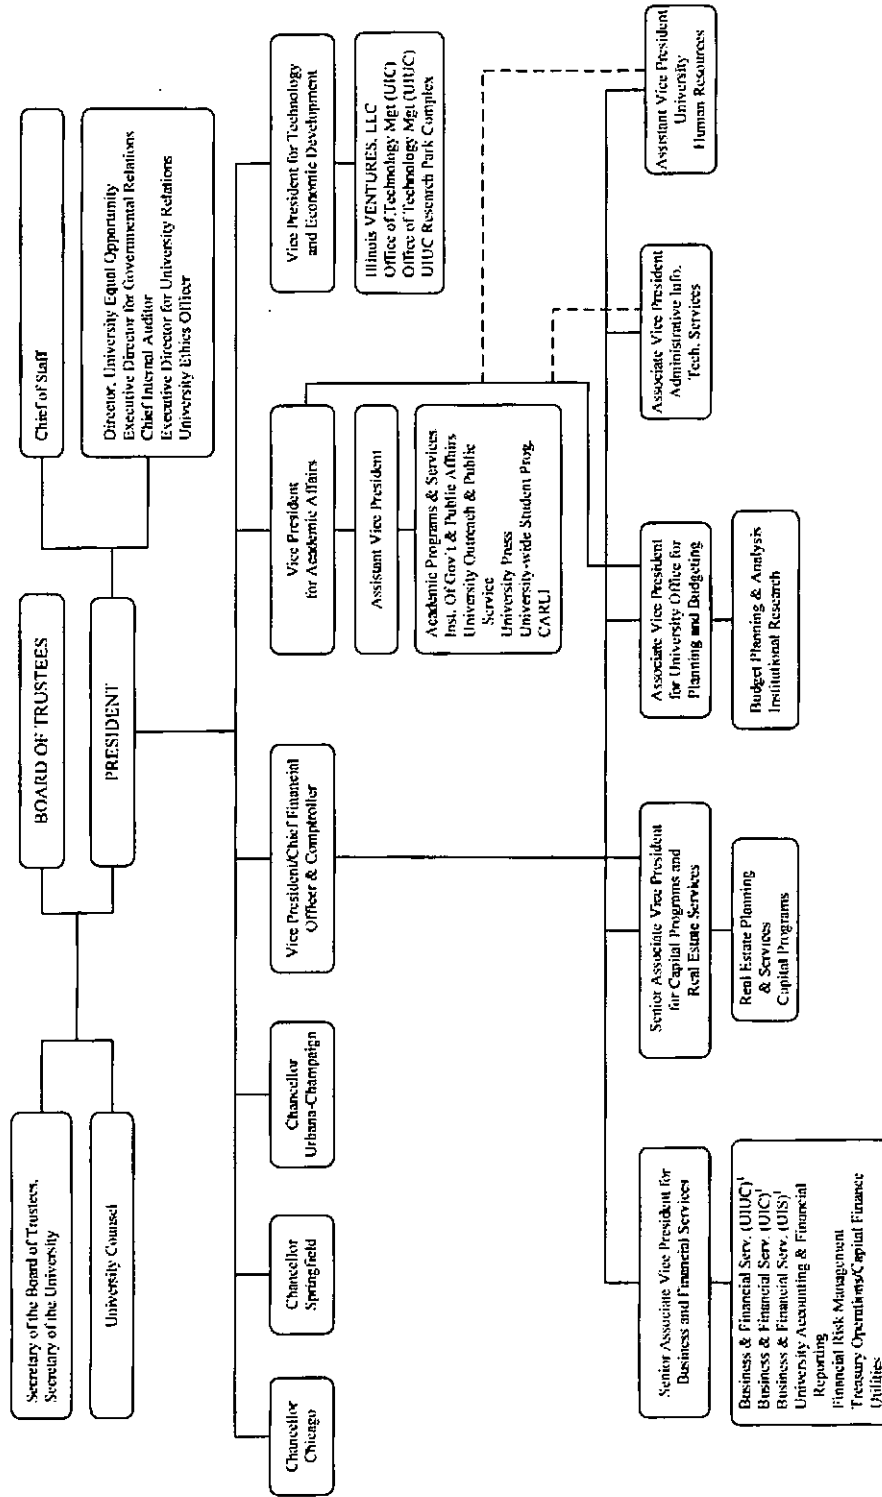 BOARD OF TRUSTEES
PRESIDENT
Secretary of the Board of Trustees,
Secretary of the University
University Counsel
Chief of Staff
Director, University Equal Opportunity
Executive Director for Governmental Relations
Chief Internal Auditor
Executive Director for University Relations
University Ethics Officer
Chancellor
Chicago
Chancellor
Springfield
Chancellor
Urbana-Champaign
Vice President/Chief Financial
Officer & Comptroller
Vice President
for Academic Affairs
Assistant Vice President
Academic Programs & Services
Inst. Of Gov't & Public Affairs
University Outreach & Public
Service
University Press
University-wide Student Prog.
CARLI
Vice President for Technology
and Economic Development
Illinois VENTURES, LLC
Office of Technology Mgt (UIC)
Office of Technology Mgt (UIUC)
UIUC Research Park Complex
Senior Associate Vice President for
Business and Financial Services
Business & Financial Serv. (UIUC)¹
Business & Financial Serv. (UIC)¹
Business & Financial Serv. (UIS)¹
University Accounting & Financial
Reporting
Financial Risk Management
Treasury Operations/Capital Finance
Utilities
Senior Associate Vice President
for Capital Programs and
Real Estate Services
Real Estate Planning
& Services
Capital Programs
Associate Vice President
for University Office for
Planning and Budgeting
Budget Planning & Analysis
Institutional Research
Associate Vice President
Administrative Info.
Tech. Services
Assistant Vice President
University
Human Resources